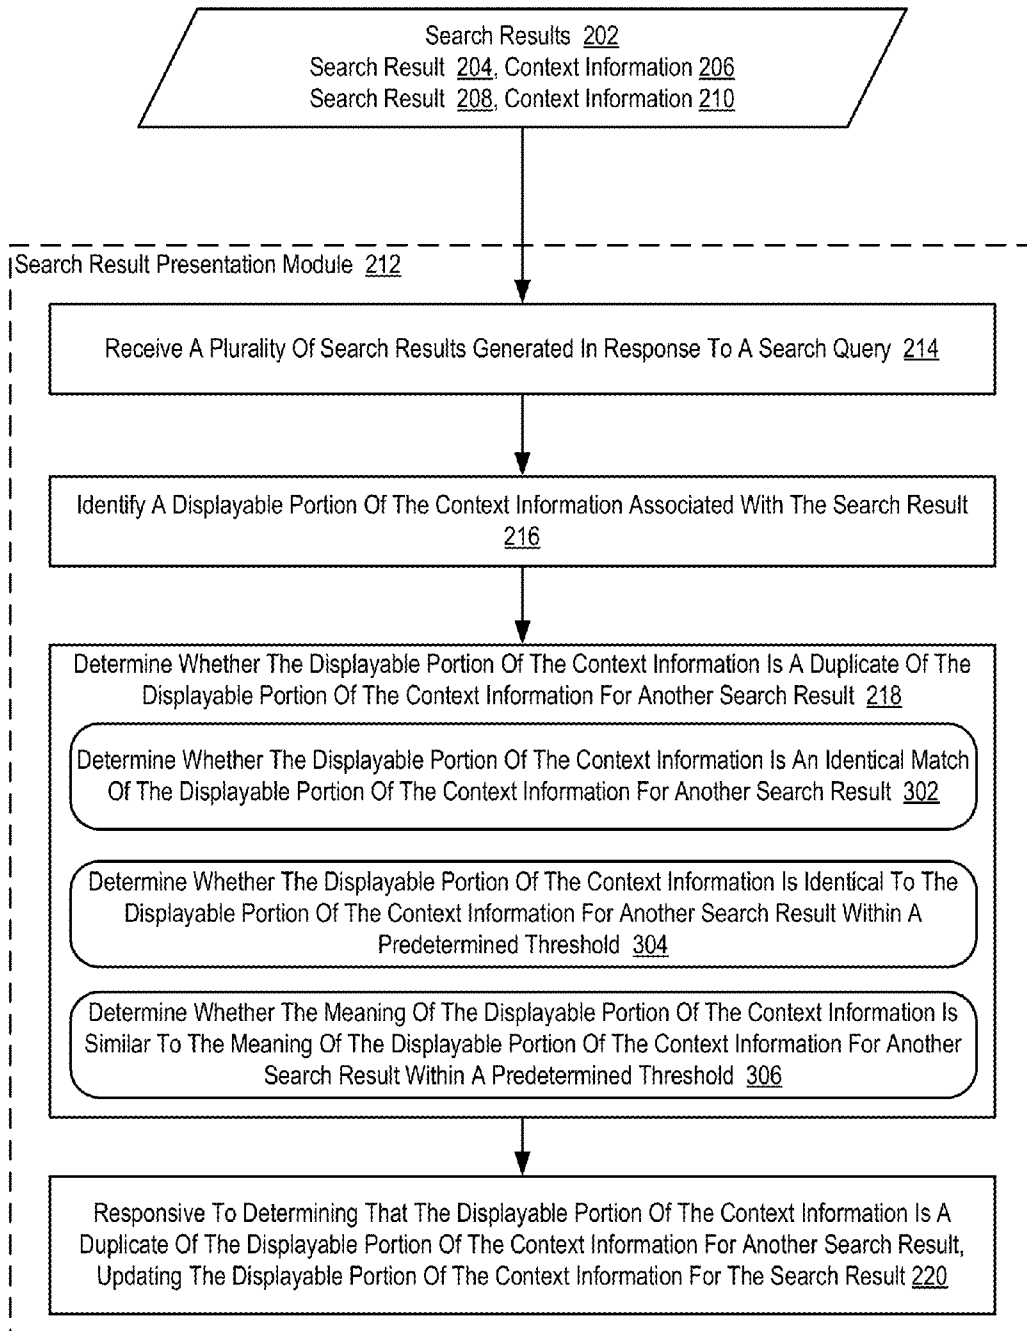 Search Results 202
Search Result 204, Context Information 206
Search Result 208, Context Information 210
Search Result Presentation Module 212
Receive A Plurality Of Search Results Generated In Response To A Search Query 214
Identify A Displayable Portion Of The Context Information Associated With The Search Result
216
Determine Whether The Displayable Portion Of The Context Information Is A Duplicate Of The
Displayable Portion Of The Context Information For Another Search Result 218
Determine Whether The Displayable Portion Of The Context Information Is An Identical Match
Of The Displayable Portion Of The Context Information For Another Search Result 302
Determine Whether The Displayable Portion Of The Context Information Is Identical To The
Displayable Portion Of The Context Information For Another Search Result Within A
Predetermined Threshold 304
Determine Whether The Meaning Of The Displayable Portion Of The Context Information Is
Similar To The Meaning Of The Displayable Portion Of The Context Information For Another
Search Result Within A Predetermined Threshold 306
Responsive To Determining That The Displayable Portion Of The Context Information Is A
Duplicate Of The Displayable Portion Of The Context Information For Another Search Result,
Updating The Displayable Portion Of The Context Information For The Search Result 220